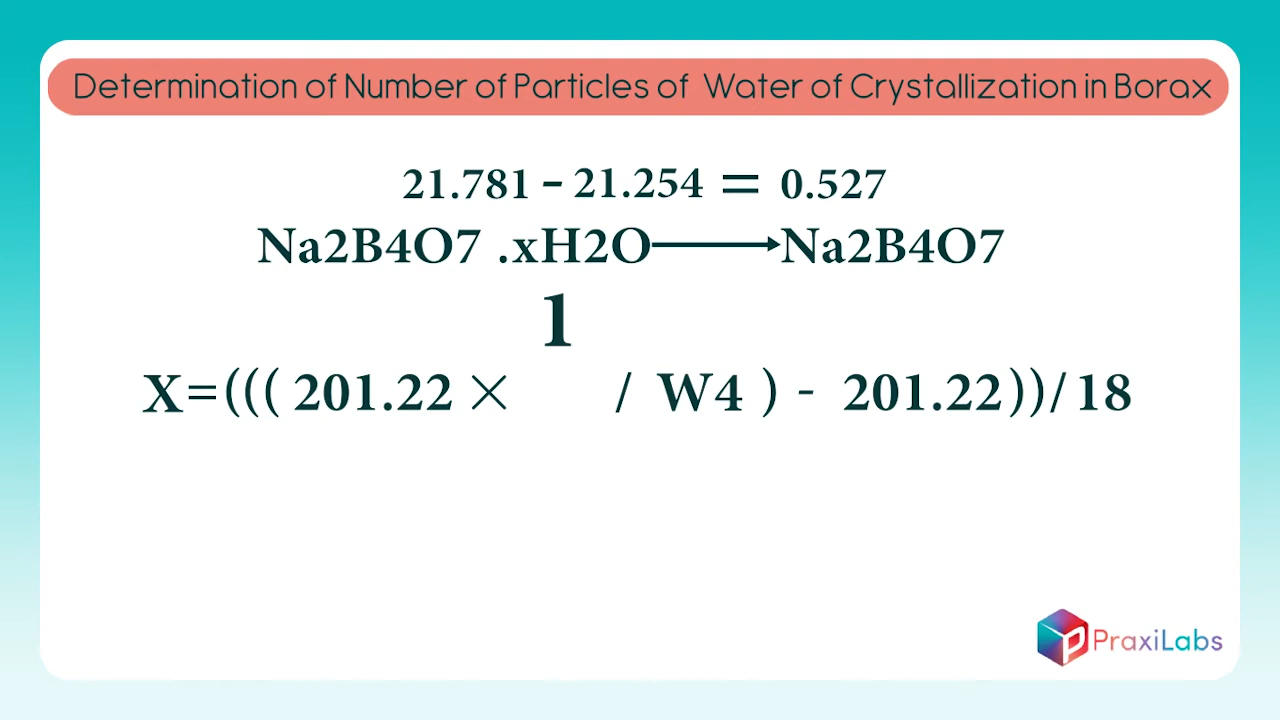 Determination of Number of Particles of Water of Crystallization in Borax
21.781 - 21.254 = 0.527
Na2B4O7 .xH2O⟶Na2B4O7
1
X=((( 201.22 × / W4 ) - 201.22))/18
PraxiLabs